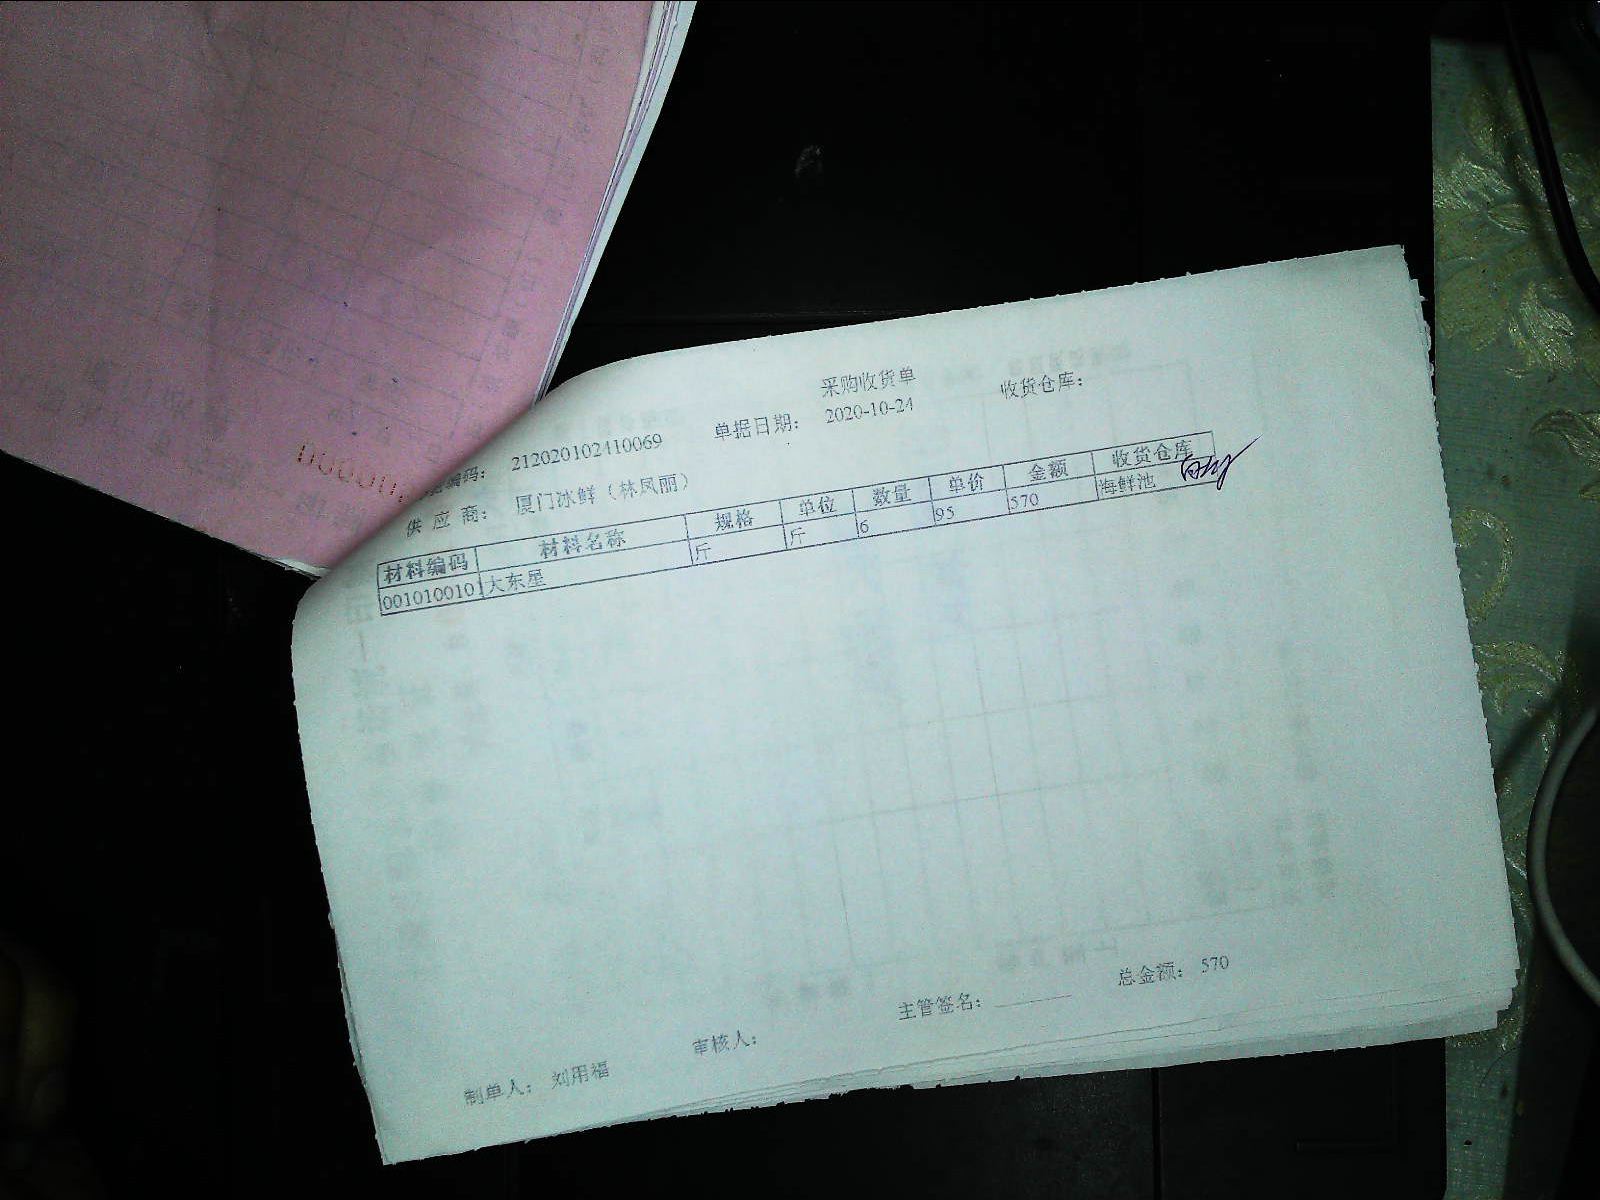 采购收货单
编码： 212020102410069 单据日期： 2020-10-24 收货仓库：
供 应 商： 厦门冰鲜（林凤丽）
材料编码 材料名称 规格 单位 数量 单价 金额 收货仓库
0010100101 大东星 斤 斤 6 95 570 海鲜池
总金额： 570
制单人： 刘用福 审核人： 主管签名：